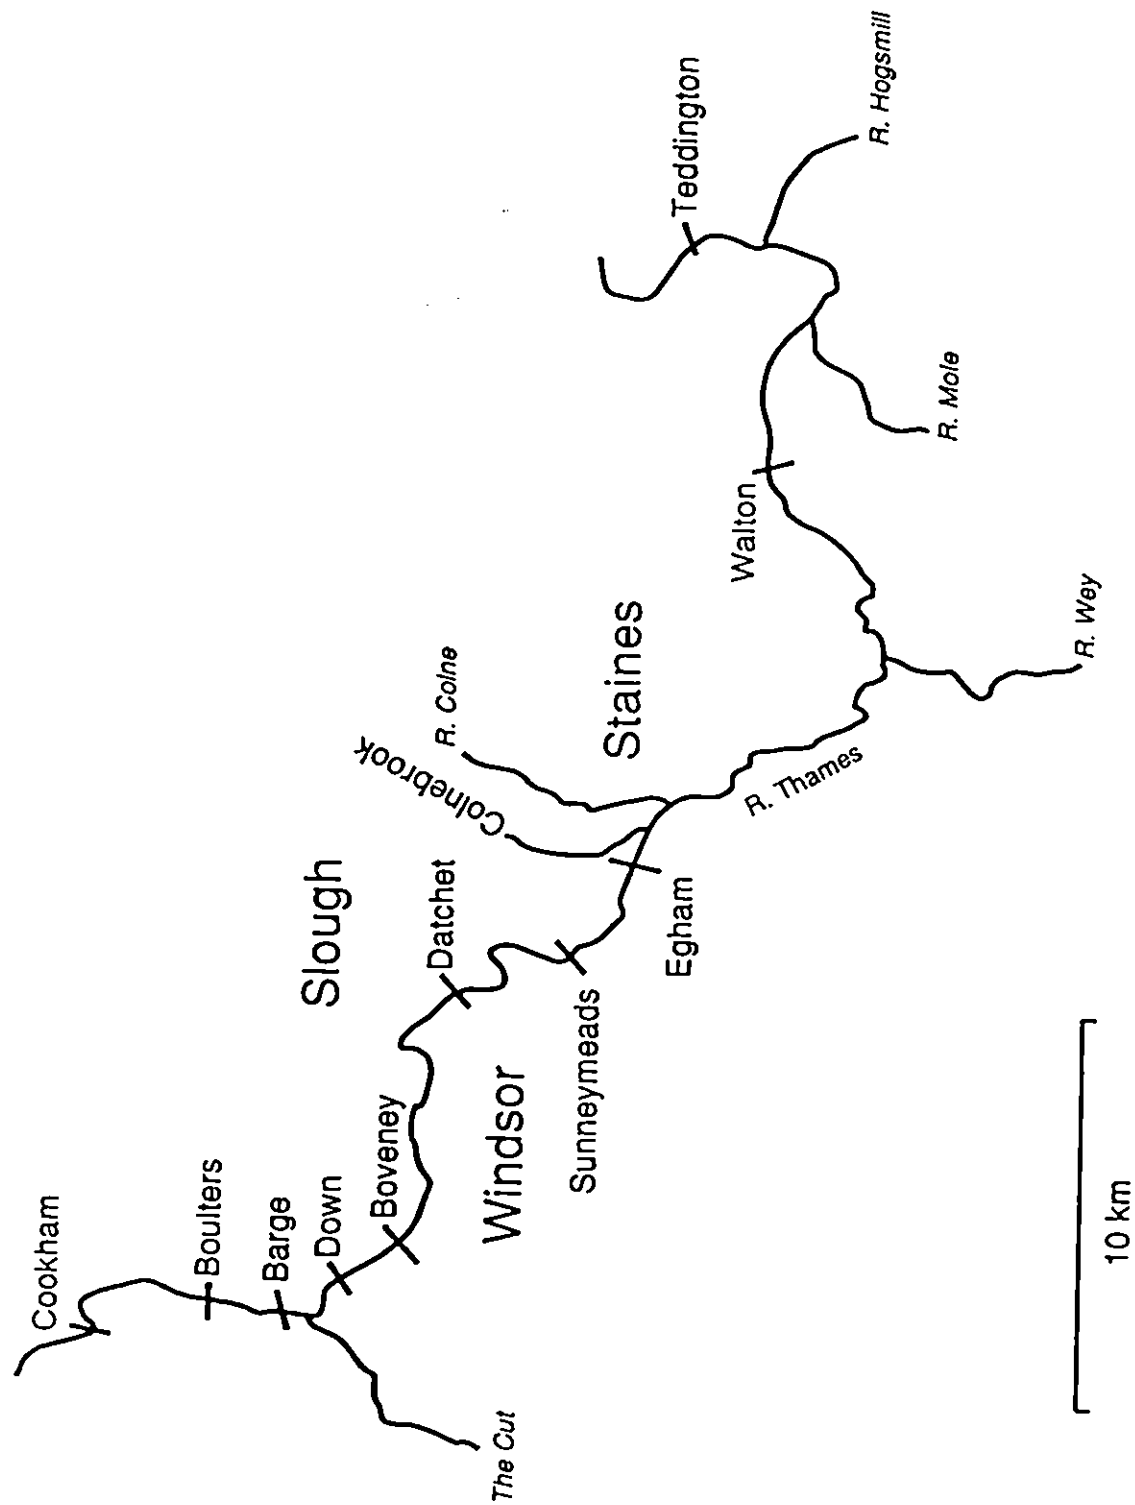 Cookham
Boulters
Barge
Down
Boveney
The Cut
Windsor
Slough
Datchet
Sunneymeads
Egham
Colnebrook
R. Colne
Staines
R. Thames
R. Wey
Walton
R. Mole
Teddington
R. Hogsmill
10 km